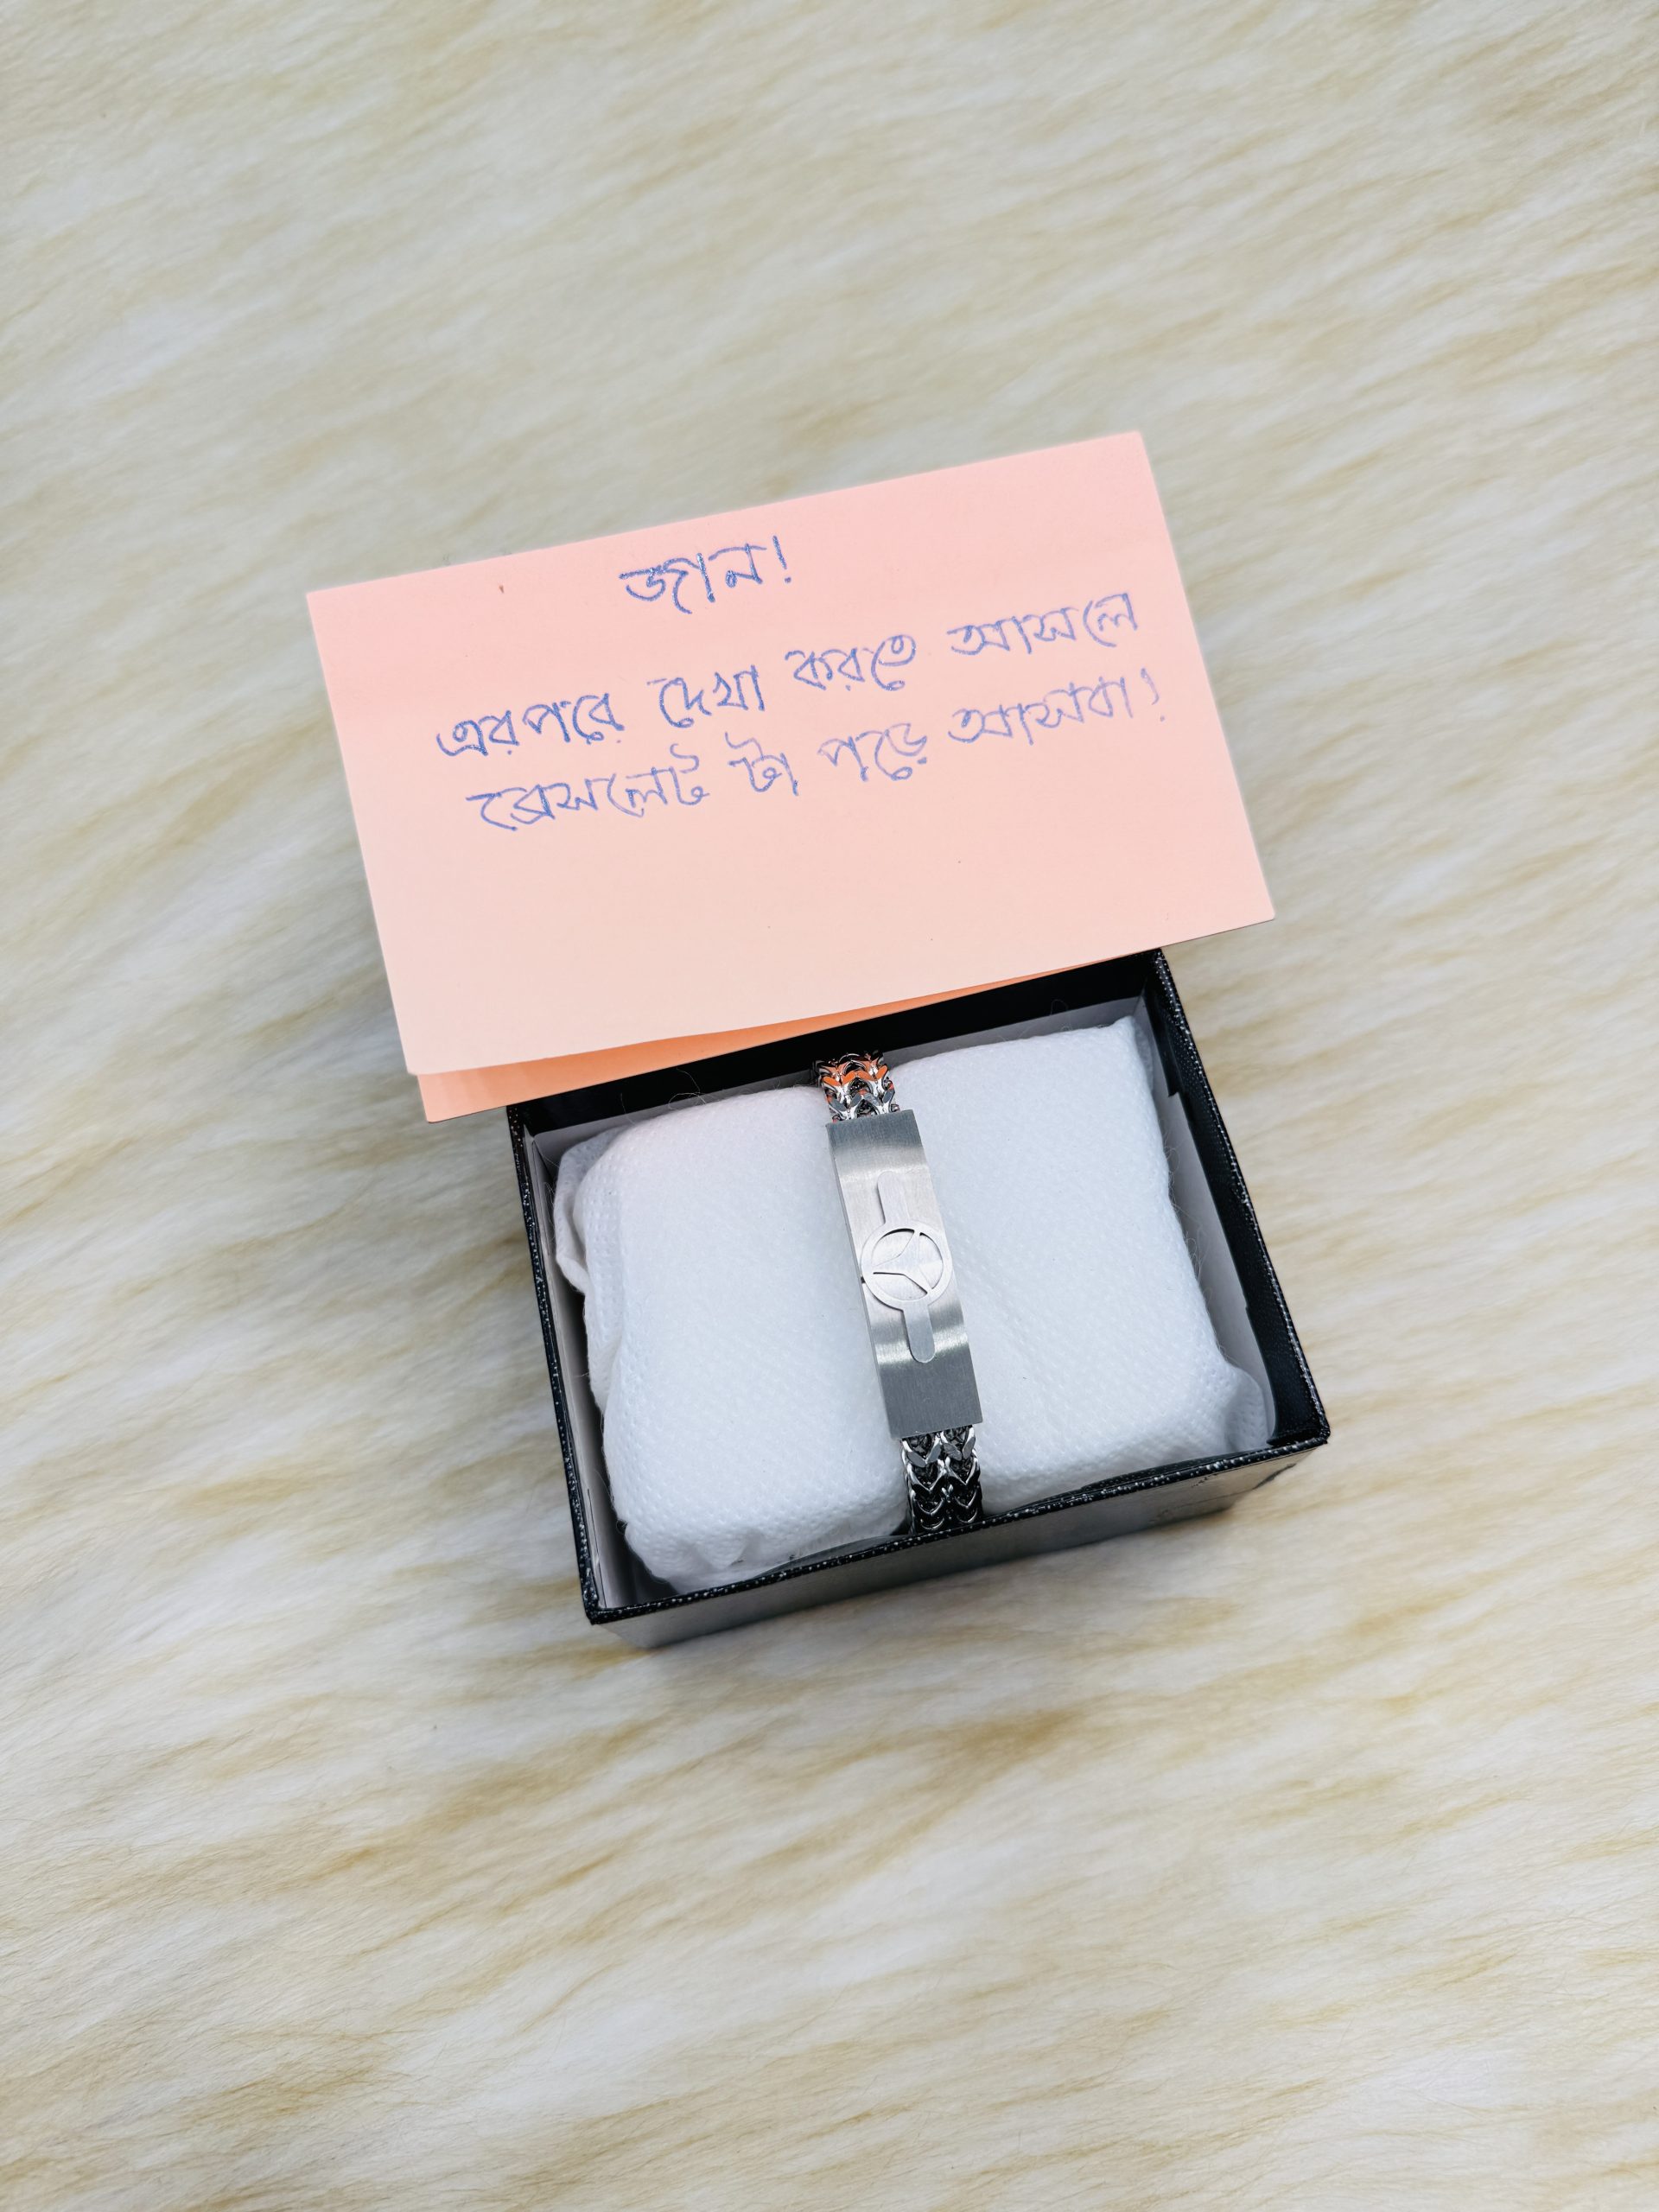 জান!
এরপরে দেখা করতে আসলে
ব্রেসলেট টা পড়ে আসবা!